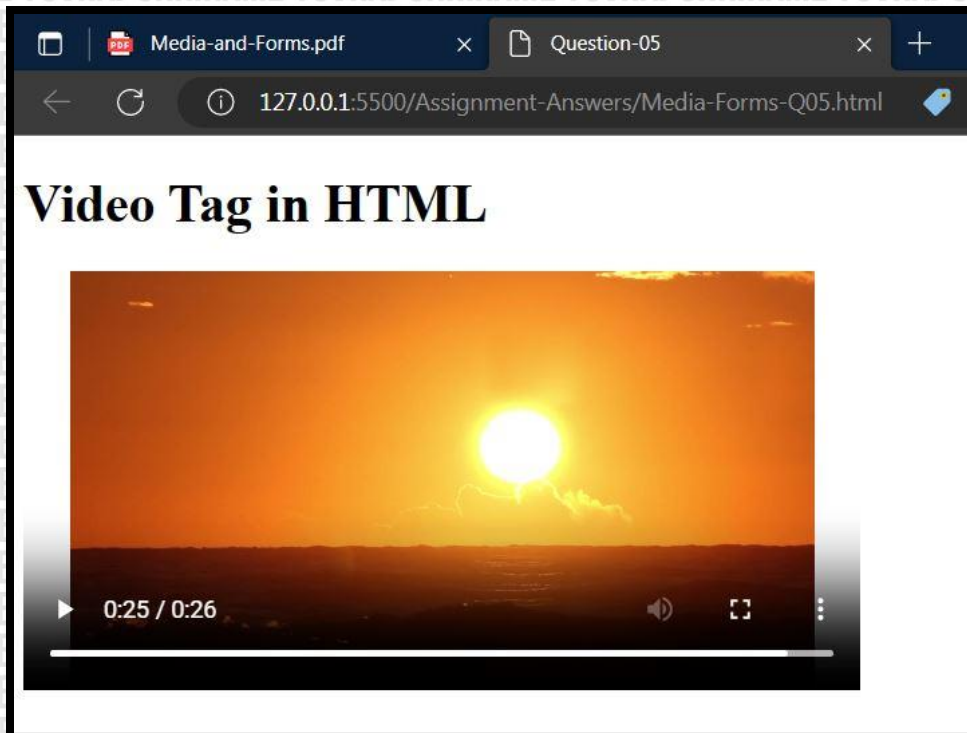 Media-and-Forms.pdf
Question-05
127.0.0.1:5500/Assignment-Answers/Media-Forms-Q05.html
Video Tag in HTML
0:25 / 0:26